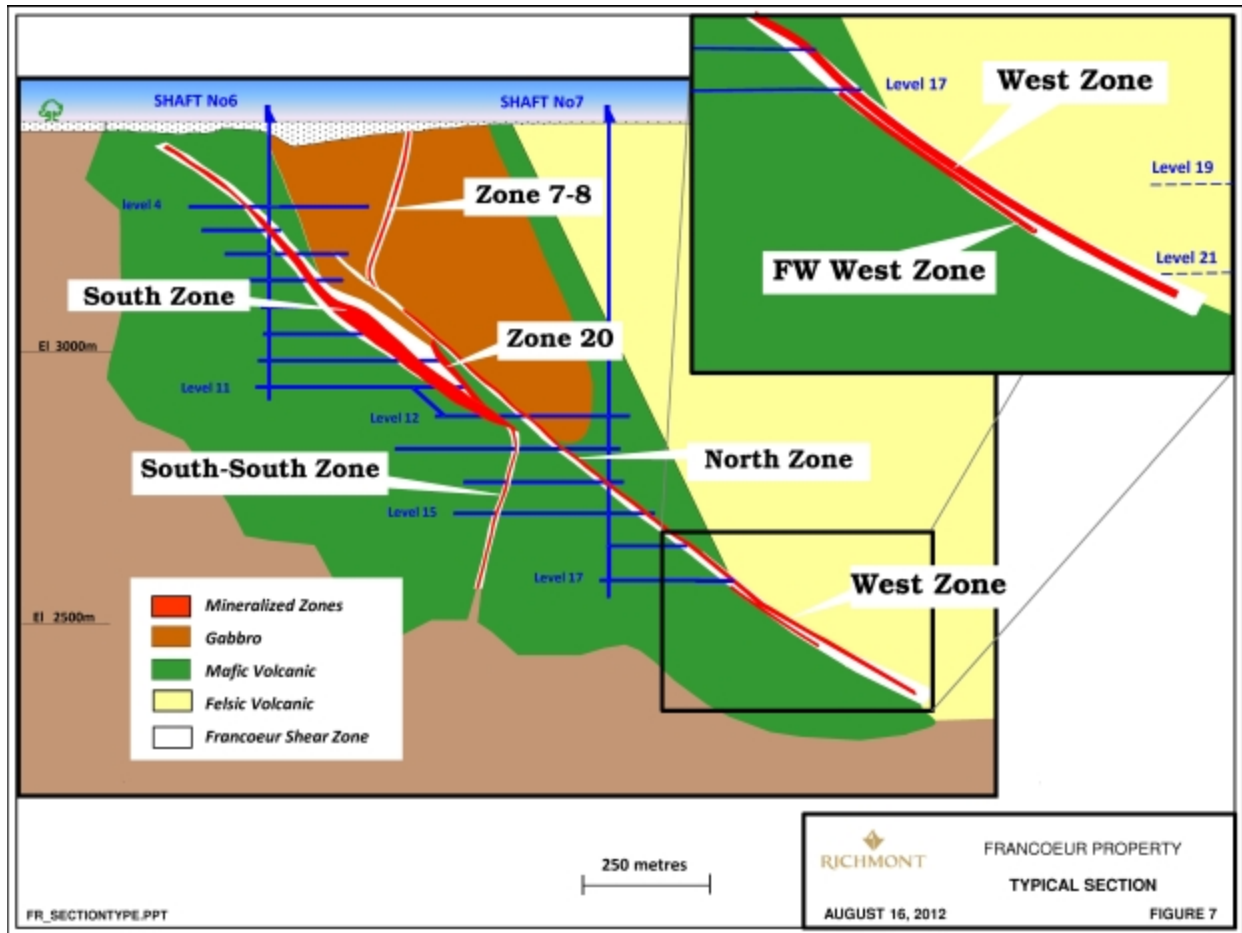 SHAFT No6
SHAFT No7
Level 17
West Zone
Level 19
Level 21
FW West Zone
level 4
Zone 7-8
South Zone
Zone 20
El 3000m
Level 11
Level 12
South-South Zone
North Zone
Level 15
Level 17
West Zone
El 2500m
Mineralized Zones
Gabbro
Mafic Volcanic
Felsic Volcanic
Francoeur Shear Zone
250 metres
RICHMONT
FRANCOEUR PROPERTY
TYPICAL SECTION
AUGUST 16, 2012
FIGURE 7
FR_SECTIONTYPE.PPT